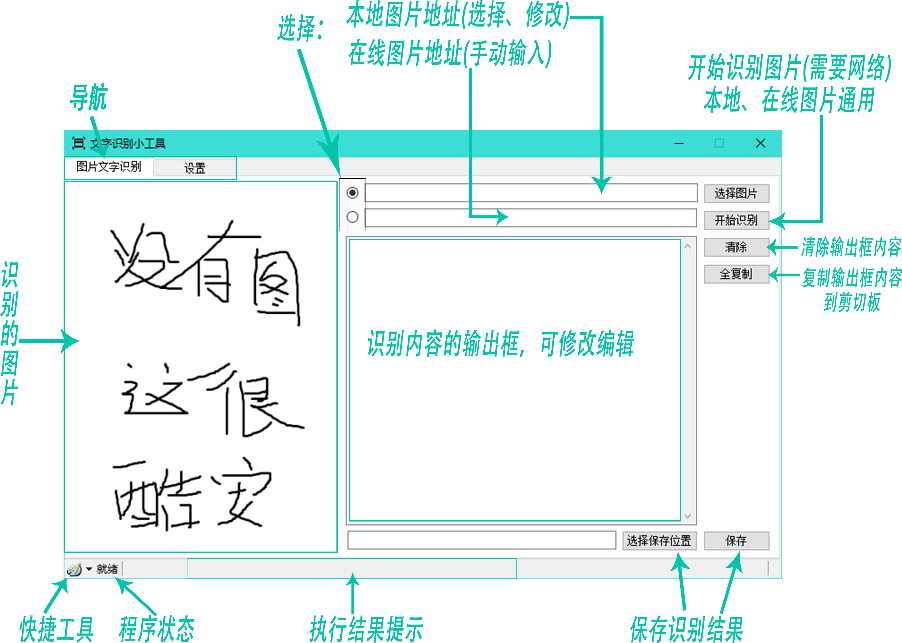 选择：
本地图片地址(选择、修改)
在线图片地址(手动输入)
开始识别图片(需要网络)
本地、在线图片通用
导航
文字识别小工具
图片文字识别
设置
选择图片
开始识别
清除
全复制
清除输出框内容
复制输出框内容
到剪切板
识别的图片
没有图
这很
酷安
识别内容的输出框，可修改编辑
选择保存位置
保存
就绪
快捷工具
程序状态
执行结果提示
保存识别结果